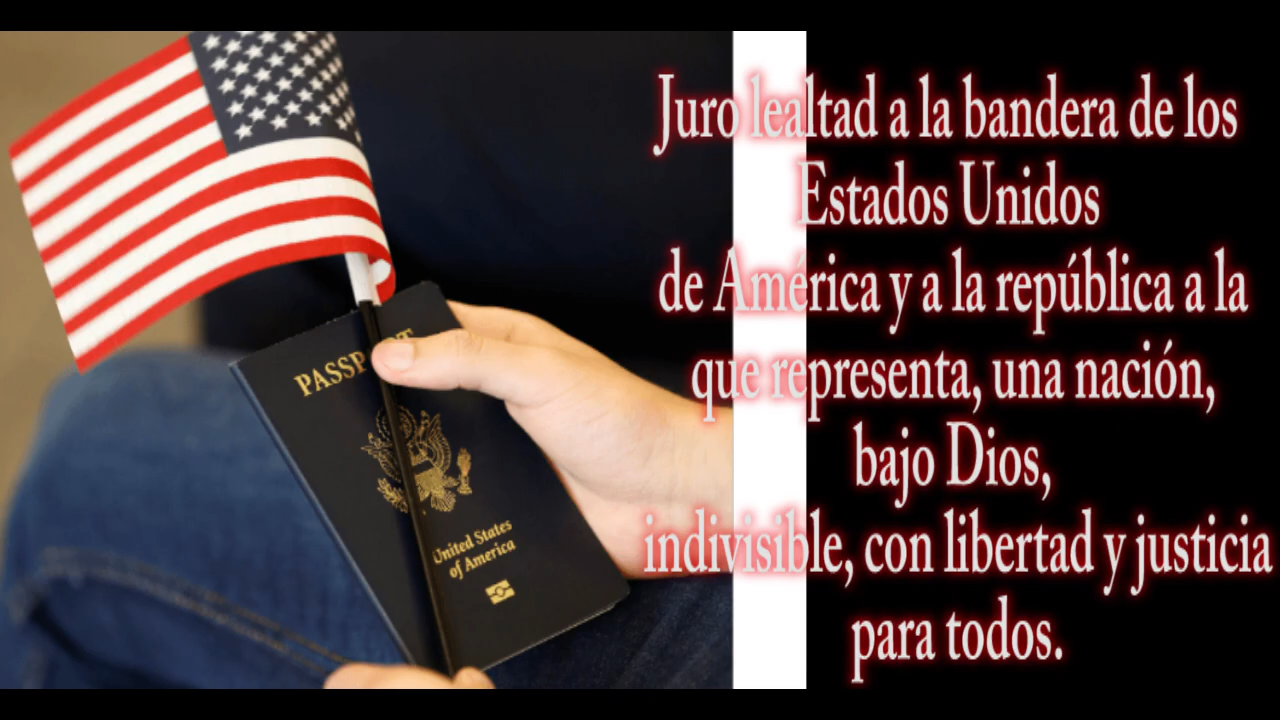 Juro lealtad a la bandera de los
Estados Unidos
de América y a la república a la
que representa, una nación,
bajo Dios,
indivisible, con libertad y justicia
para todos.
United States
of America